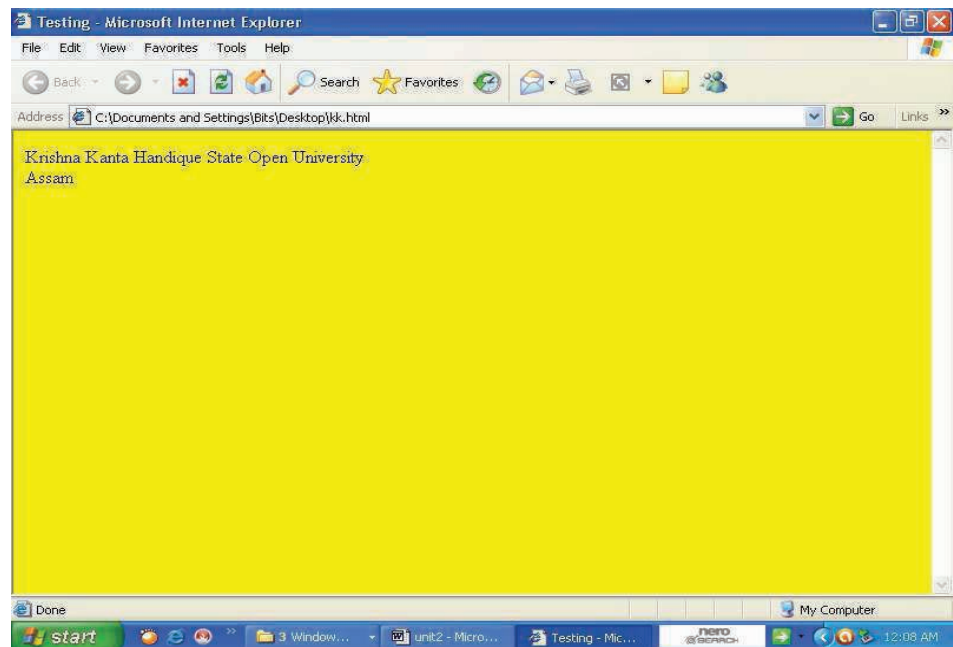 Testing - Microsoft Internet Explorer
File Edit View Favorites Tools Help
Back Search Favorites
Address C:\Documents and Settings\Bits\Desktop\kk.html Go Links »
Krishna Kanta Handique State Open University
Assam
Done My Computer
start » 3 Window... unit2 - Micro... Testing - Mic... nero SEARCH 12:08 AM